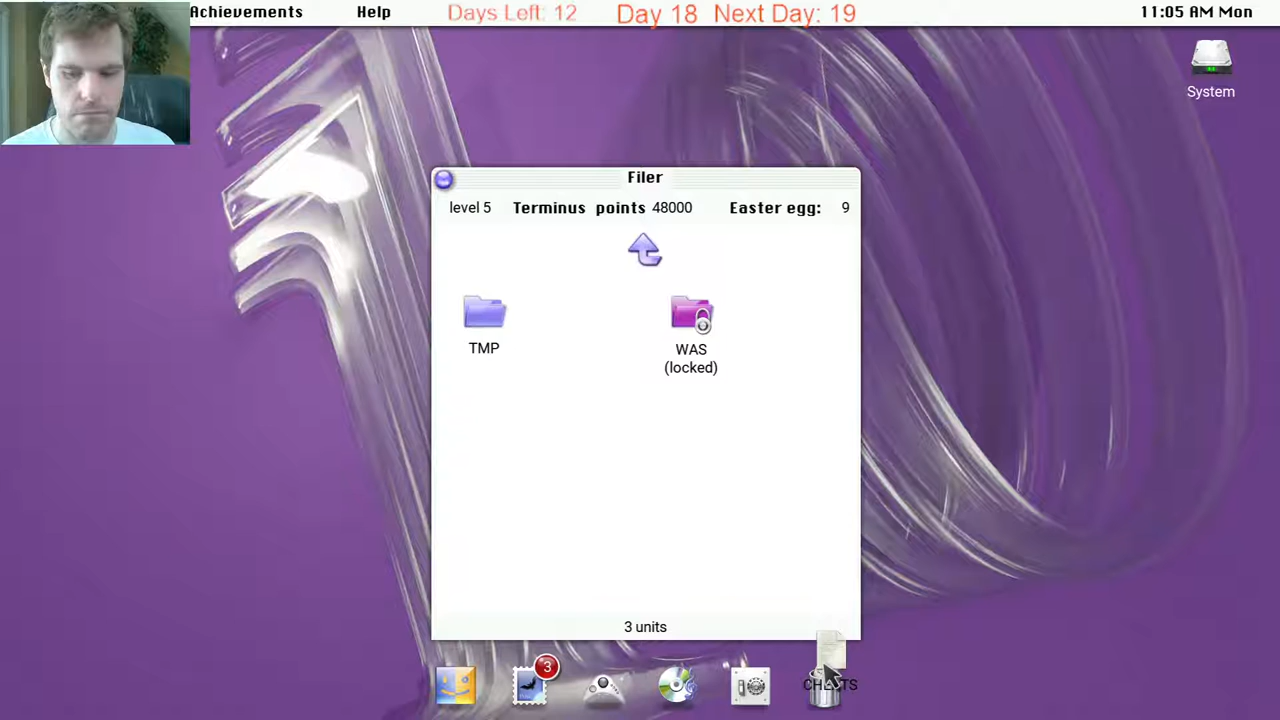 Achievements Help Days Left: 12 Day 18 Next Day: 19 11:05 AM Mon
System
Filer
level 5 Terminus points 48000 Easter egg: 9
TMP
WAS
(locked)
3 units
3
CHEATS